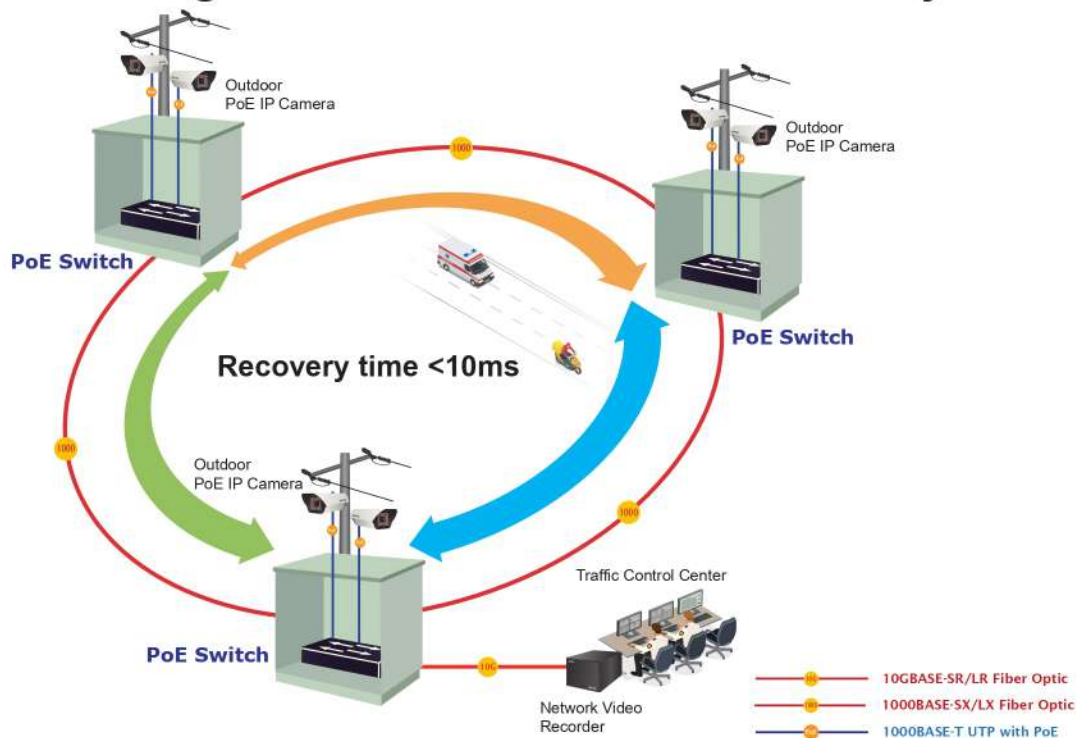 Outdoor
PoE IP Camera
Outdoor
PoE IP Camera
1000
PoE Switch
PoE Switch
Recovery time <10ms
1000
Outdoor
PoE IP Camera
1000
Traffic Control Center
PoE Switch
10G
Network Video
Recorder
10GBASE-SR/LR Fiber Optic
1000BASE-SX/LX Fiber Optic
1000BASE-T UTP with PoE